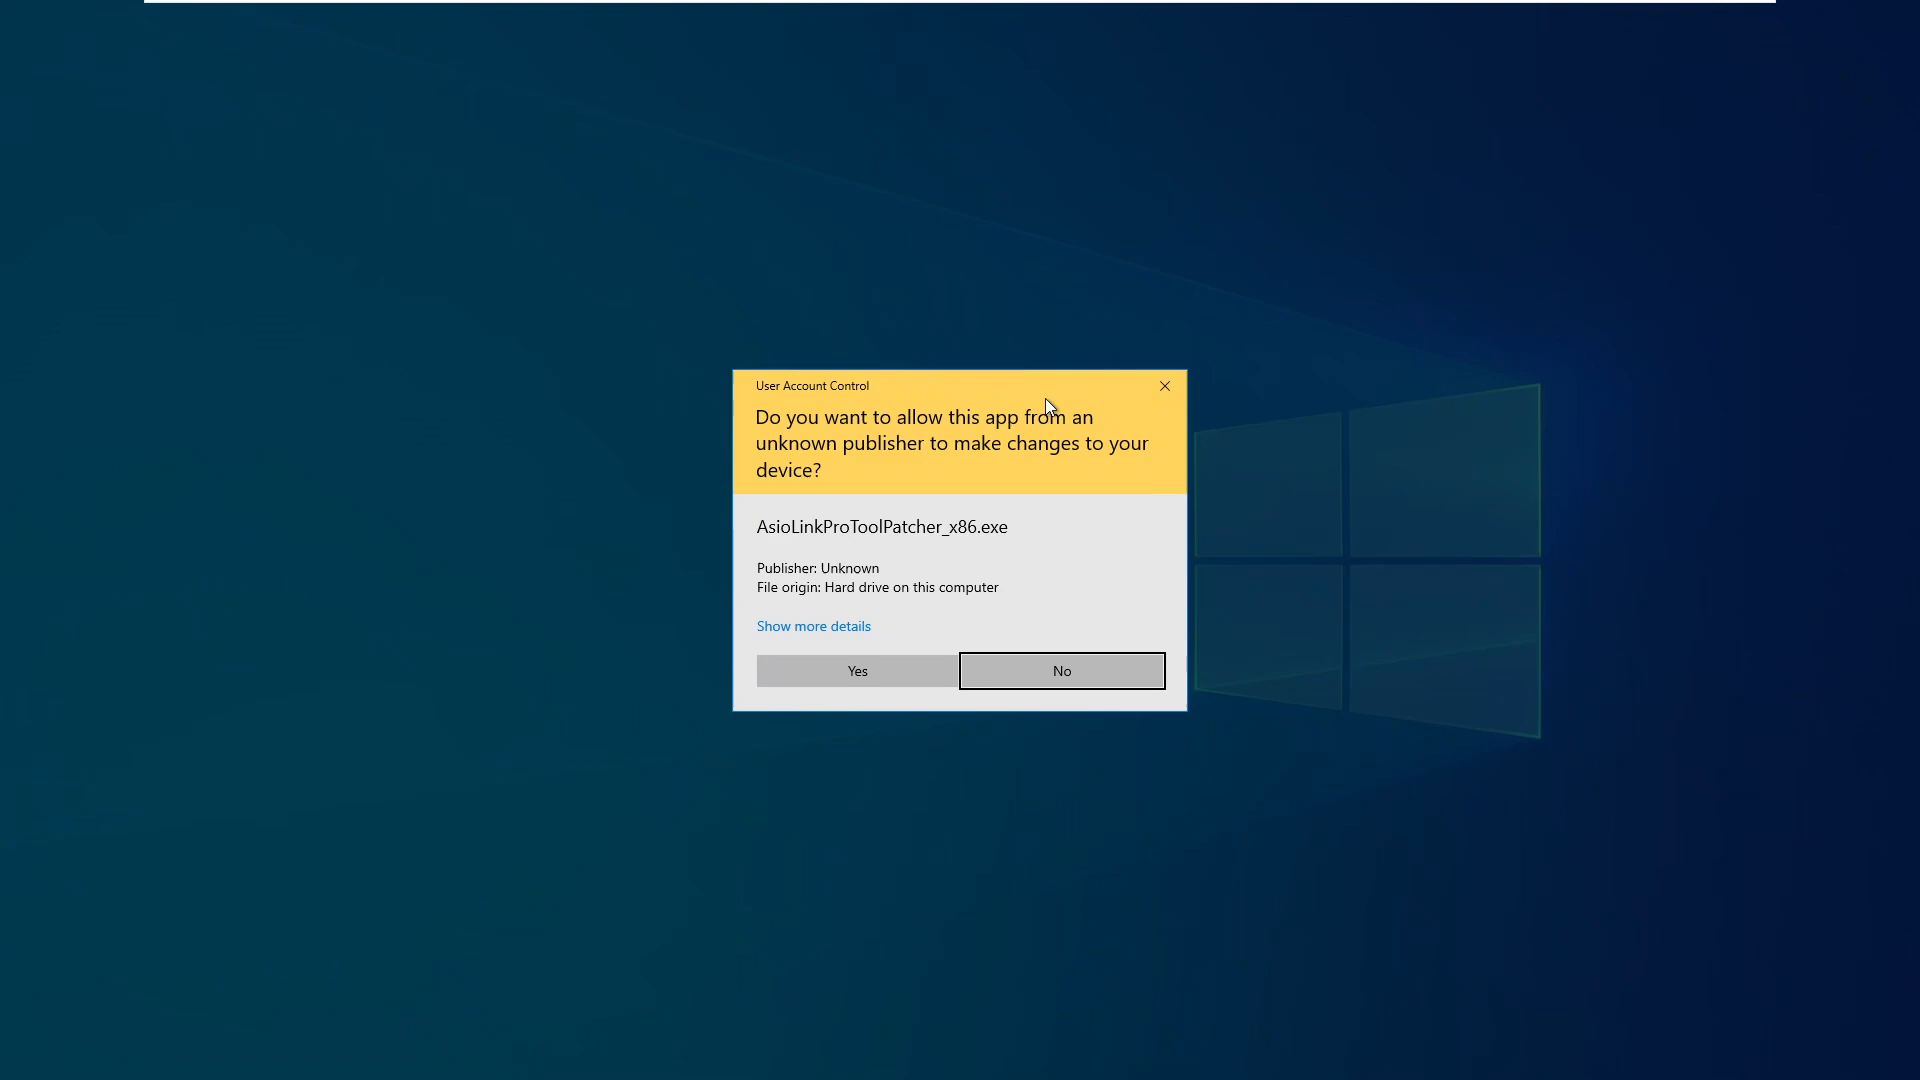 User Account Control
Do you want to allow this app from an
unknown publisher to make changes to your
device?
AsioLinkProToolPatcher_x86.exe
Publisher: Unknown
File origin: Hard drive on this computer
Show more details
Yes
No